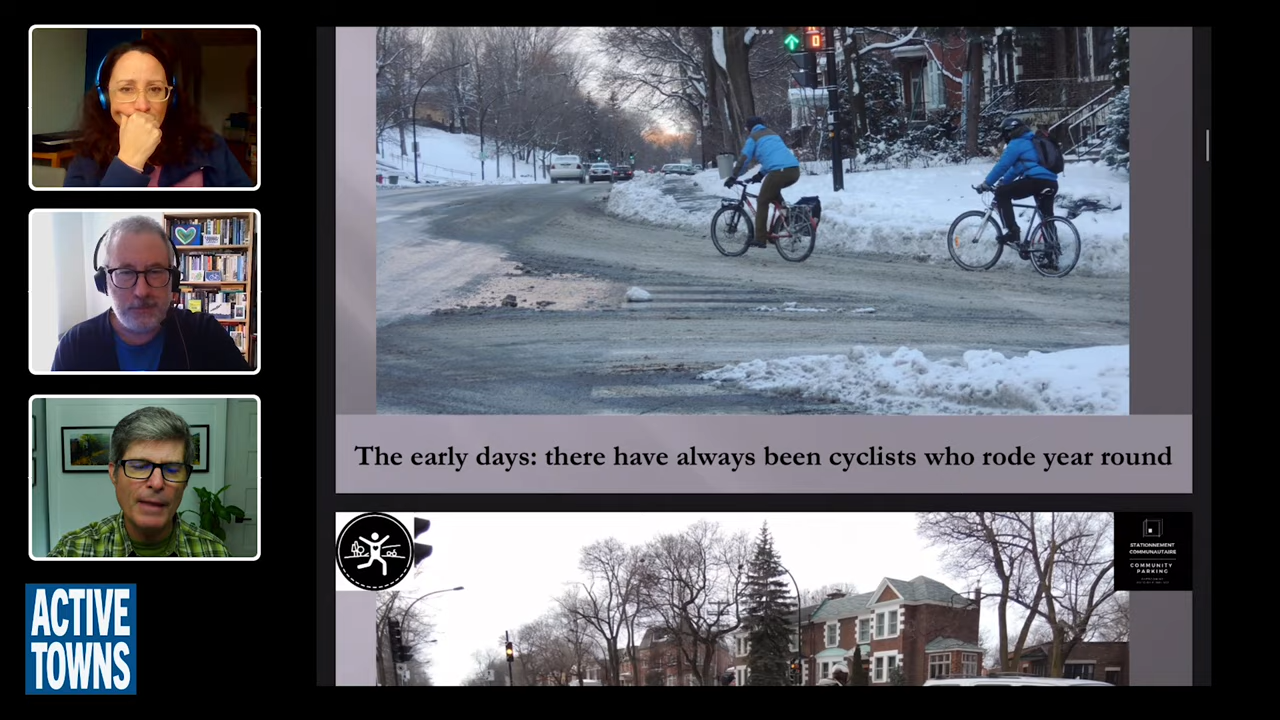 The early days: there have always been cyclists who rode year round
STATIONNEMENT
COMMUNAUTAIRE
COMMUNITY
PARKING
ACTIVE
TOWNS